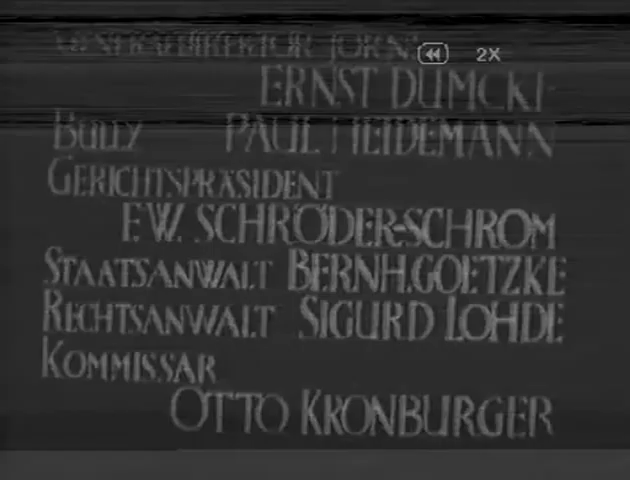 2X
ERNST DUMCKE
Bully PAUL HEIDEMANN
GERICHTSPRÄSIDENT
F.W. SCHRÖDER-SCHROM
STAATSANWALT BERNH.GOETZKE
RECHTSANWALT SIGURD LOHDE
KOMMISSAR
OTTO KRONBURGER